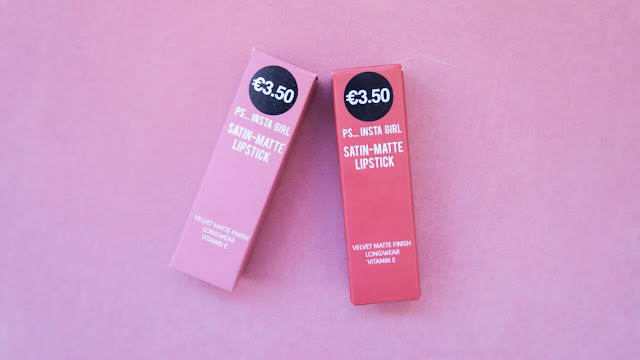 €3.50
PS... INSTA GIRL
SATIN-MATTE
LIPSTICK
VELVET MATTE FINISH
LONGWEAR
VITAMIN E
€3.50
PS... INSTA GIRL
SATIN-MATTE
LIPSTICK
VELVET MATTE FINISH
LONGWEAR
VITAMIN E